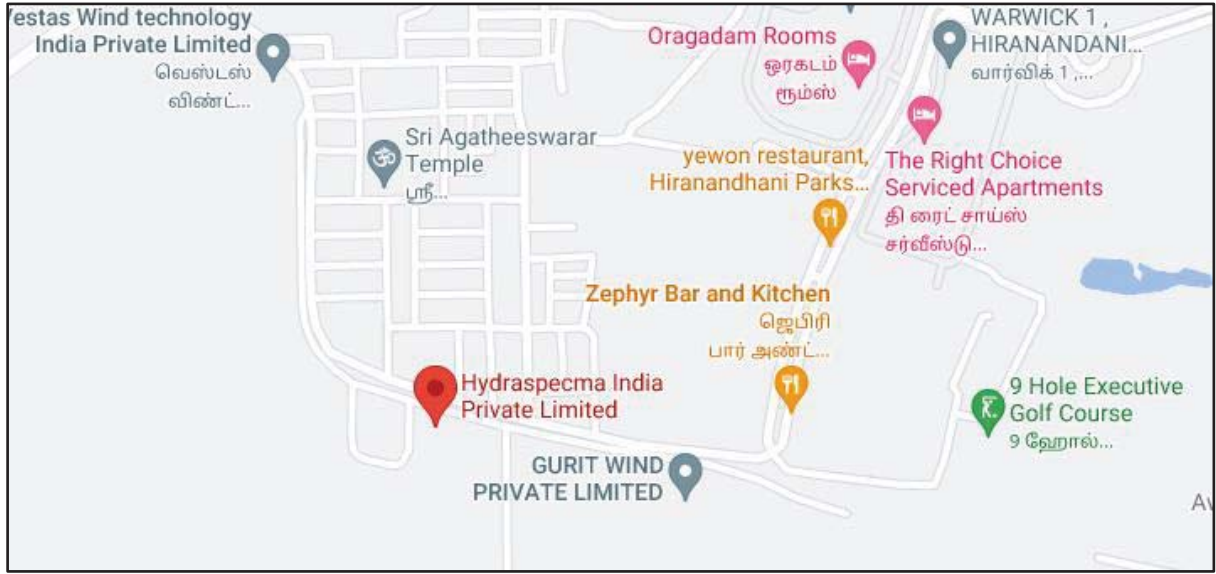 Vestas Wind technology
India Private Limited
வெஸ்டஸ்
விண்ட்...
Sri Agatheeswarar
Temple
ஸ்ரீ...
Oragadam Rooms
ஒரகடம்
ரூம்ஸ்
WARWICK 1 ,
HIRANANDANI...
வார்விக் 1 ,...
yewon restaurant,
Hiranandhani Parks...
The Right Choice
Serviced Apartments
தி ரைட் சாய்ஸ்
சர்வீஸ்டு...
Zephyr Bar and Kitchen
ஜெபிரி
பார் அண்ட்...
Hydraspecma India
Private Limited
9 Hole Executive
Golf Course
9 ஹோல்...
GURIT WIND
PRIVATE LIMITED